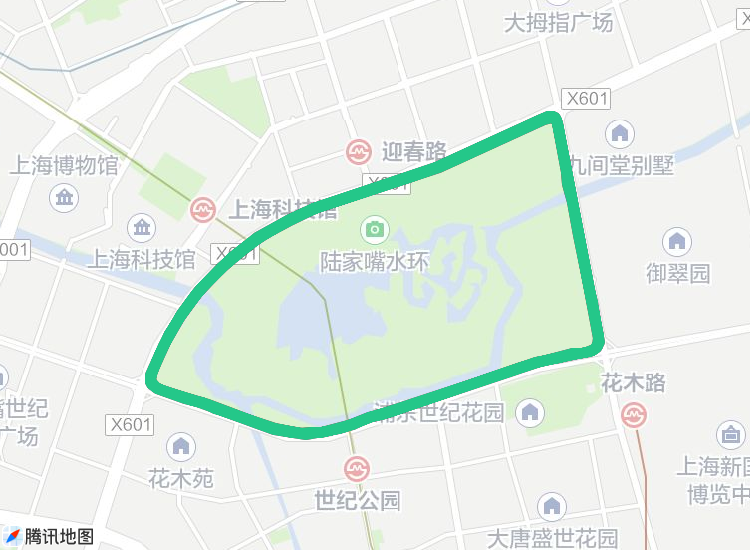 大拇指广场
X601
迎春路
九间堂别墅
上海博物馆
X601
上海科技馆
上海科技馆
X601
001
陆家嘴水环
御翠园
花木路
世纪
广场
X601
浦东世纪花园
花木苑
上海新国
博览中
世纪公园
大唐盛世花园
腾讯地图